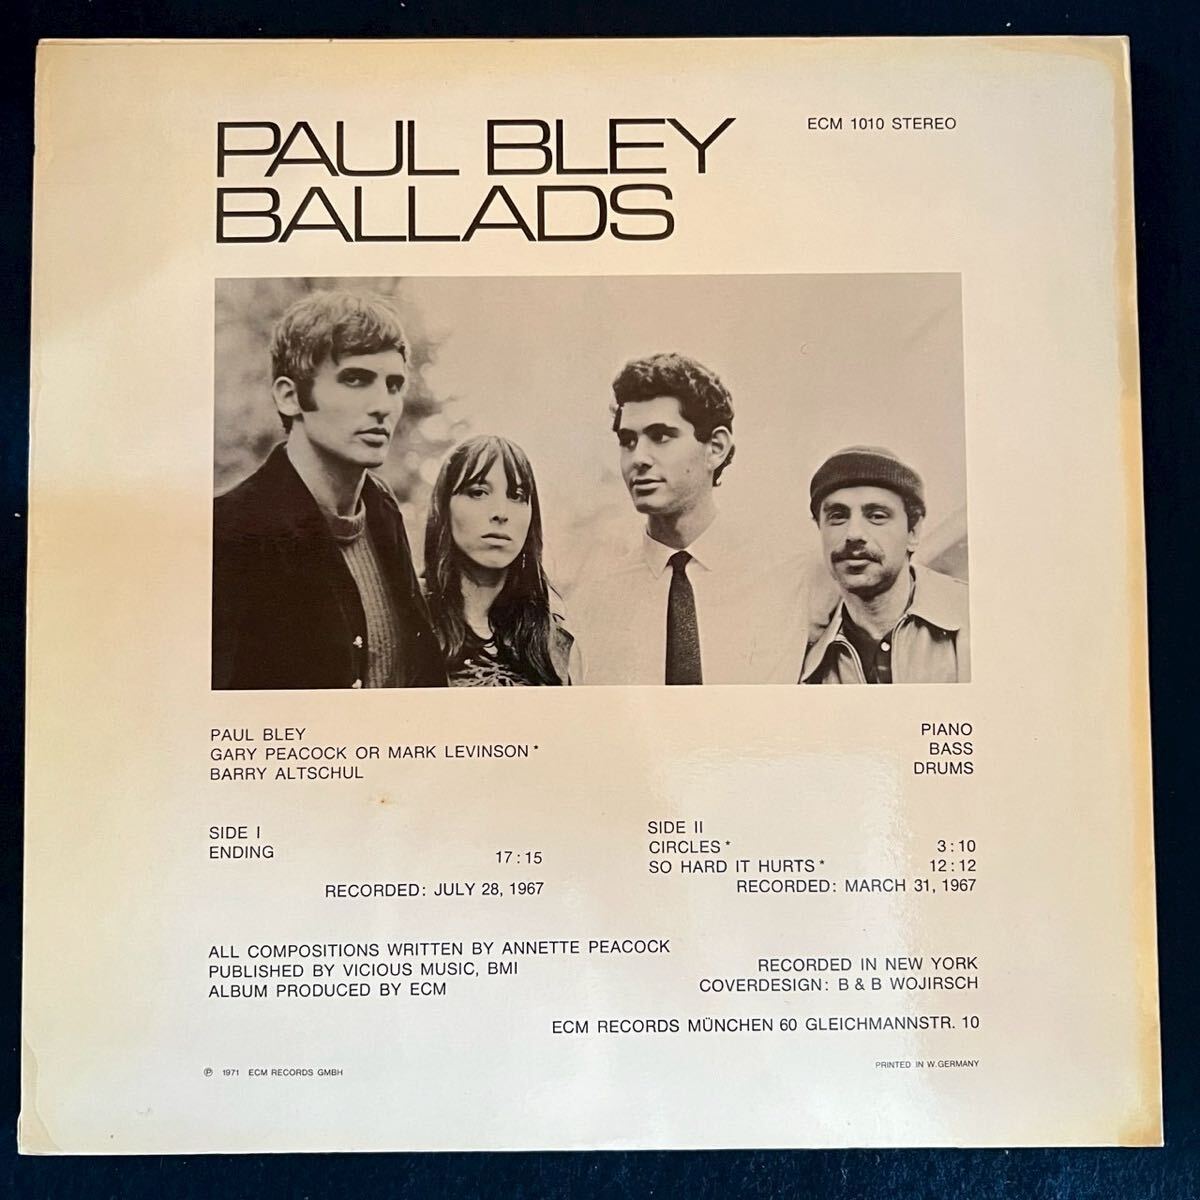 PAUL BLEY
BALLADS
ECM 1010 STEREO
PAUL BLEY
PIANO
GARY PEACOCK OR MARK LEVINSON*
BASS
BARRY ALTSCHUL
DRUMS
SIDE I
ENDING 17:15
RECORDED: JULY 28, 1967
SIDE II
CIRCLES* 3:10
SO HARD IT HURTS* 12:12
RECORDED: MARCH 31, 1967
ALL COMPOSITIONS WRITTEN BY ANNETTE PEACOCK
PUBLISHED BY VICIOUS MUSIC, BMI
ALBUM PRODUCED BY ECM
RECORDED IN NEW YORK
COVERDESIGN: B & B WOJIRSCH
ECM RECORDS MÜNCHEN 60 GLEICHMANNSTR. 10
℗ 1971 ECM RECORDS GMBH
PRINTED IN W.GERMANY